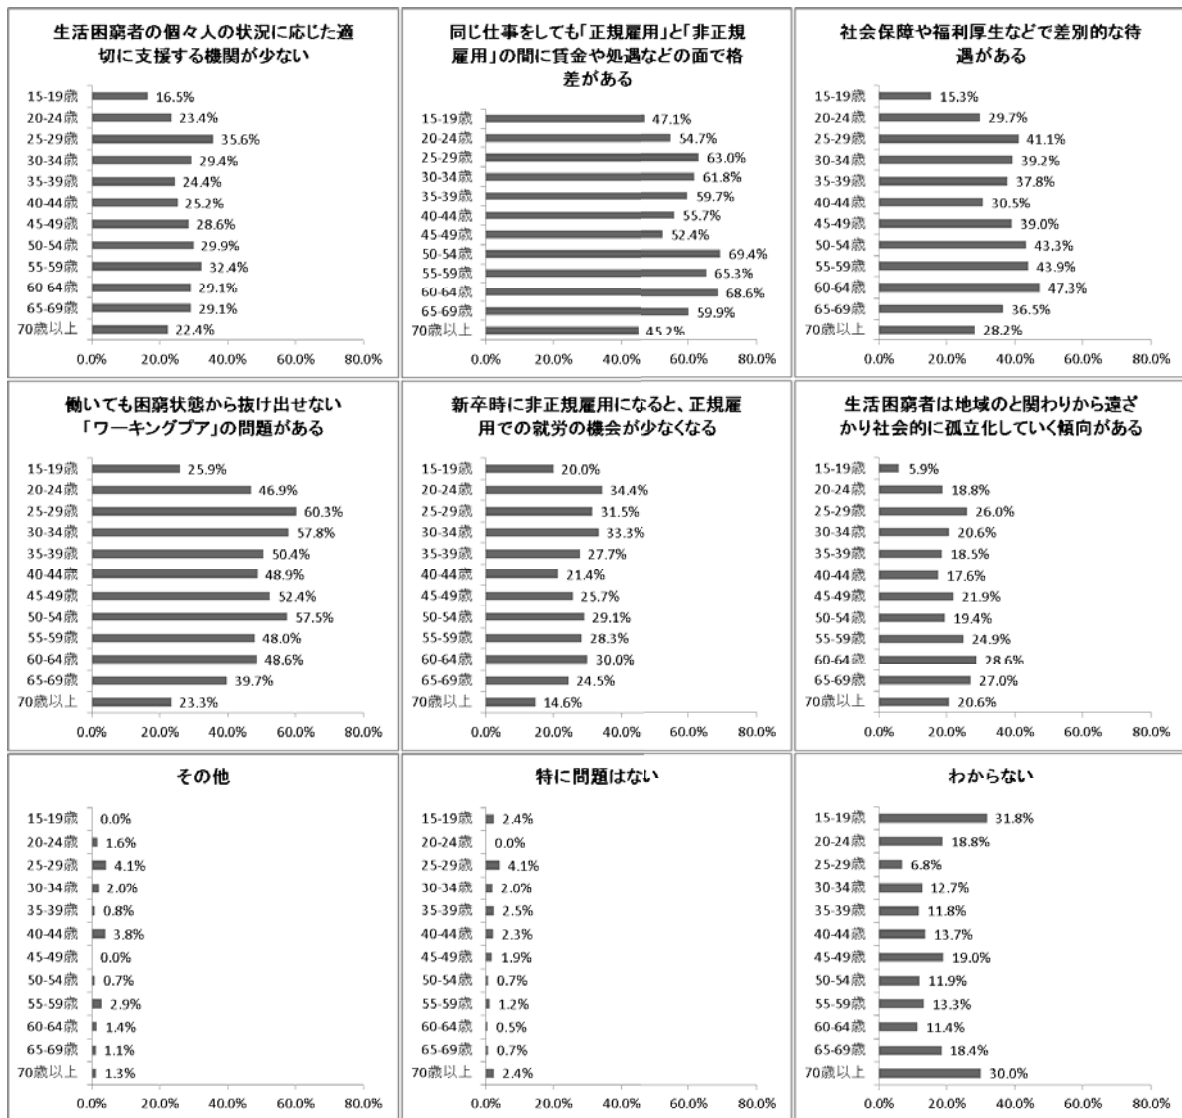 生活困窮者の個々人の状況に応じた適
切に支援する機関が少ない
15-19歳 16.5%
20-24歳 23.4%
25-29歳 35.6%
30-34歳 29.4%
35-39歳 24.4%
40-44歳 25.2%
45-49歳 28.6%
50-54歳 29.9%
55-59歳 32.4%
60-64歳 29.1%
65-69歳 29.1%
70歳以上 22.4%
0.0% 20.0% 40.0% 60.0% 80.0%
同じ仕事をしても「正規雇用」と「非正規
雇用」の間に賃金や処遇などの面で格
差がある
15-19歳 47.1%
20-24歳 54.7%
25-29歳 63.0%
30-34歳 61.8%
35-39歳 59.7%
40-44歳 55.7%
45-49歳 52.4%
50-54歳 69.4%
55-59歳 65.3%
60-64歳 68.6%
65-69歳 59.9%
70歳以上 45.2%
0.0% 20.0% 40.0% 60.0% 80.0%
社会保障や福利厚生などで差別的な待
遇がある
15-19歳 15.3%
20-24歳 29.7%
25-29歳 41.1%
30-34歳 39.2%
35-39歳 37.8%
40-44歳 30.5%
45-49歳 39.0%
50-54歳 43.3%
55-59歳 43.9%
60-64歳 47.3%
65-69歳 36.5%
70歳以上 28.2%
0.0% 20.0% 40.0% 60.0% 80.0%
働いても困窮状態から抜け出せない
「ワーキングプア」の問題がある
15-19歳 25.9%
20-24歳 46.9%
25-29歳 60.3%
30-34歳 57.8%
35-39歳 50.4%
40-44歳 48.9%
45-49歳 52.4%
50-54歳 57.5%
55-59歳 48.0%
60-64歳 48.6%
65-69歳 39.7%
70歳以上 23.3%
0.0% 20.0% 40.0% 60.0% 80.0%
新卒時に非正規雇用になると、正規雇
用での就労の機会が少なくなる
15-19歳 20.0%
20-24歳 34.4%
25-29歳 31.5%
30-34歳 33.3%
35-39歳 27.7%
40-44歳 21.4%
45-49歳 25.7%
50-54歳 29.1%
55-59歳 28.3%
60-64歳 30.0%
65-69歳 24.5%
70歳以上 14.6%
0.0% 20.0% 40.0% 60.0% 80.0%
生活困窮者は地域のと関わりから遠ざ
かり社会的に孤立化していく傾向がある
15-19歳 5.9%
20-24歳 18.8%
25-29歳 26.0%
30-34歳 20.6%
35-39歳 18.5%
40-44歳 17.6%
45-49歳 21.9%
50-54歳 19.4%
55-59歳 24.9%
60-64歳 28.6%
65-69歳 27.0%
70歳以上 20.6%
0.0% 20.0% 40.0% 60.0% 80.0%
その他
15-19歳 0.0%
20-24歳 1.6%
25-29歳 4.1%
30-34歳 2.0%
35-39歳 0.8%
40-44歳 3.8%
45-49歳 0.0%
50-54歳 0.7%
55-59歳 2.9%
60-64歳 1.4%
65-69歳 1.1%
70歳以上 1.3%
0.0% 20.0% 40.0% 60.0% 80.0%
特に問題はない
15-19歳 2.4%
20-24歳 0.0%
25-29歳 4.1%
30-34歳 2.0%
35-39歳 2.5%
40-44歳 2.3%
45-49歳 1.9%
50-54歳 0.7%
55-59歳 1.2%
60-64歳 0.5%
65-69歳 0.7%
70歳以上 2.4%
0.0% 20.0% 40.0% 60.0% 80.0%
わからない
15-19歳 31.8%
20-24歳 18.8%
25-29歳 6.8%
30-34歳 12.7%
35-39歳 11.8%
40-44歳 13.7%
45-49歳 19.0%
50-54歳 11.9%
55-59歳 13.3%
60-64歳 11.4%
65-69歳 18.4%
70歳以上 30.0%
0.0% 20.0% 40.0% 60.0% 80.0%